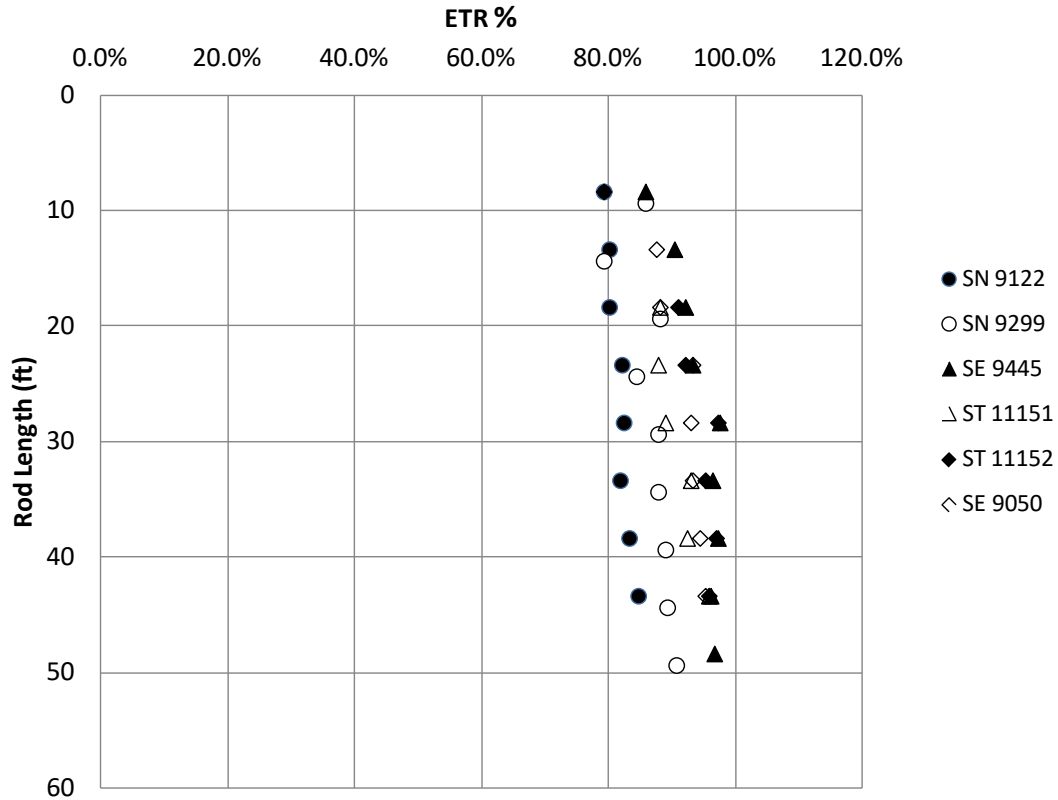 ETR %
0.0% 20.0% 40.0% 60.0% 80.0% 100.0% 120.0%
0
10
20
30
40
50
60
Rod Length (ft)
SN 9122
SN 9299
SE 9445
ST 11151
ST 11152
SE 9050